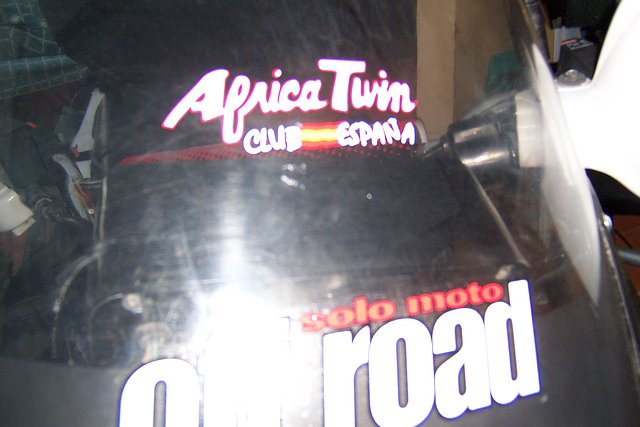 Africa Twin
CLUB ESPAÑA
solo moto
off road